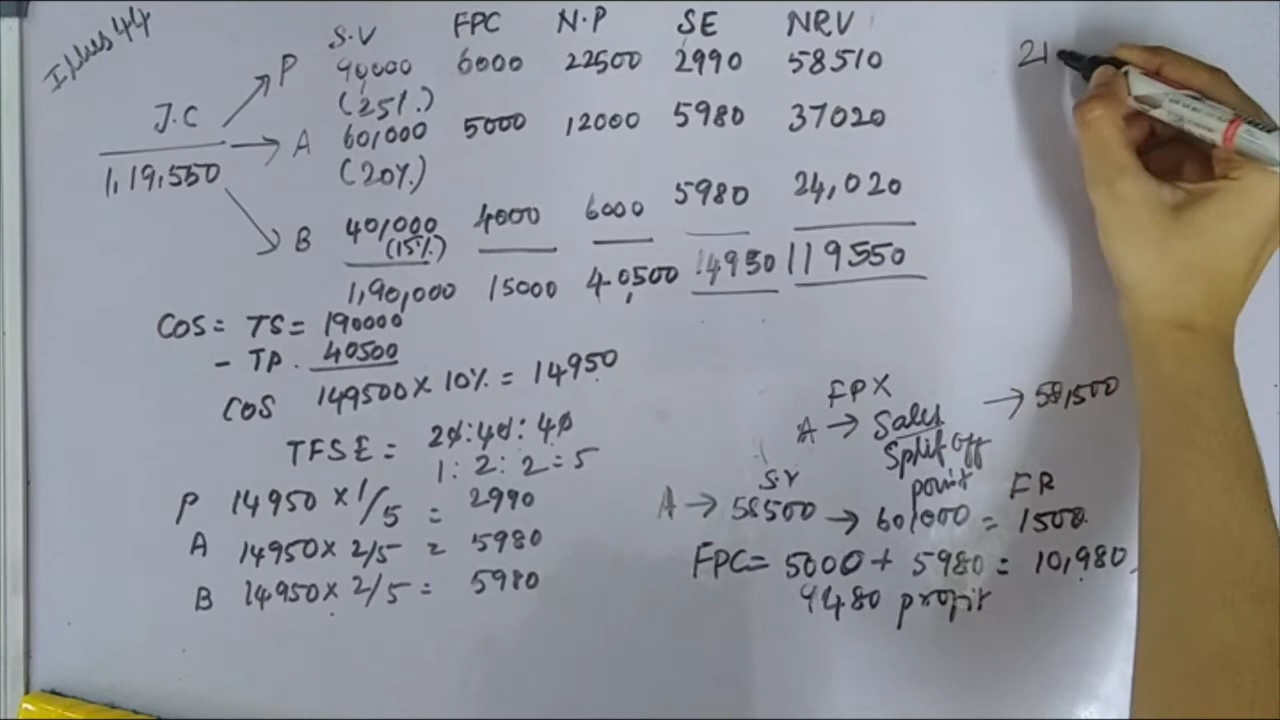 Illus 44
S.V FPC N.P SE NRV
P 90,000 6000 22500 2990 58510
(25%)
J.C
1,19,550
A 60,000 5000 12000 5980 37020
(20%)
B 40,000 4000 6000 5980 24,020
(15%)
1,90,000 15000 40,500 14950 119550
COS = TS = 190000
- TP. 40500
COS 149500 × 10% = 14950
TFSE = 20:40:40
1:2:2=5
P 14950 × 1/5 = 2990
A 14950 × 2/5 = 5980
B 14950 × 2/5 = 5980
21
FPX
A → Sales → 58,500
Split off
point
S.V FR
A → 58500 → 60,000 = 1500.
FPC = 5000 + 5980 = 10,980
9480 profit